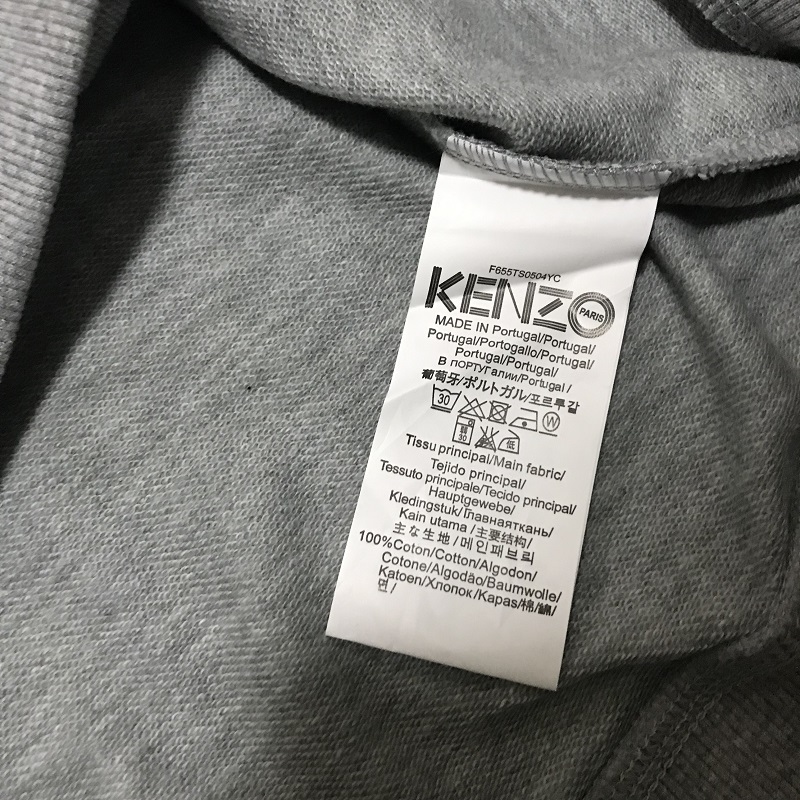 F655TS0504YC
KENZO PARIS
MADE IN Portugal/Portugal/
Portugal/Portogallo/Portugal/
Portugal/Portugal/
В ПОРТУГалии/Portugal/
葡萄牙/ポルトガル/포르투갈
30 W
弱 30 低
Tissu principal/Main fabric/
Tejido principal/
Tessuto principale/Tecido principal/
Hauptgewebe/
Kledingstuk/Главнаяткань/
Kain utama/主要结构/
主な生地/메인패브릭
100%Coton/Cotton/Algodon/
Cotone/Algodão/Baumwolle/
Katoen/Хлопок/Kapas/棉/綿/
면/